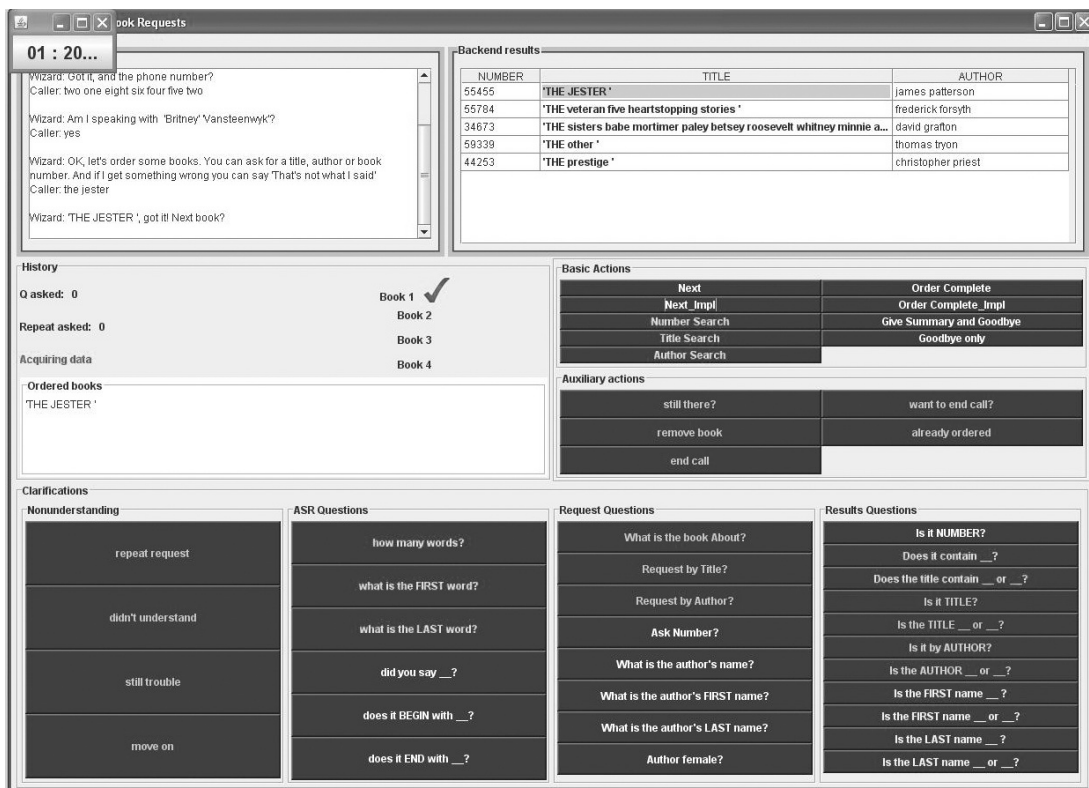 ook Requests
01 : 20...
Wizard: Got it, and the phone number?
Caller: two one eight six four five two
Wizard: Am I speaking with 'Britney' 'Vansteenwyk'?
Caller: yes
Wizard: OK, let's order some books. You can ask for a title, author or book
number. And if I get something wrong you can say 'That's not what I said'
Caller: the jester
Wizard: 'THE JESTER ', got it! Next book?
Backend results
NUMBER TITLE AUTHOR
55455 'THE JESTER ' james patterson
55784 'THE veteran five heartstopping stories ' frederick forsyth
34673 'THE sisters babe mortimer paley betsey roosevelt whitney minnie a... david grafton
59339 'THE other ' thomas tryon
44253 'THE prestige ' christopher priest
History
Q asked: 0
Repeat asked: 0
Acquiring data
Book 1
Book 2
Book 3
Book 4
Ordered books
'THE JESTER '
Basic Actions
Next Order Complete
Next_Impl Order Complete_Impl
Number Search Give Summary and Goodbye
Title Search Goodbye only
Author Search
Auxiliary actions
still there? want to end call?
remove book already ordered
end call
Clarifications
Nonunderstanding
repeat request
didn't understand
still trouble
move on
ASR Questions
how many words?
what is the FIRST word?
what is the LAST word?
did you say __?
does it BEGIN with __?
does it END with __?
Request Questions
What is the book About?
Request by Title?
Request by Author?
Ask Number?
What is the author's name?
What is the author's FIRST name?
What is the author's LAST name?
Author female?
Results Questions
Is it NUMBER?
Does it contain __?
Does the title contain __ or __?
Is it TITLE?
Is the TITLE __ or __?
Is it by AUTHOR?
Is the AUTHOR __ or __?
Is the FIRST name __ ?
Is the FIRST name __ or __?
Is the LAST name __ ?
Is the LAST name __ or __?